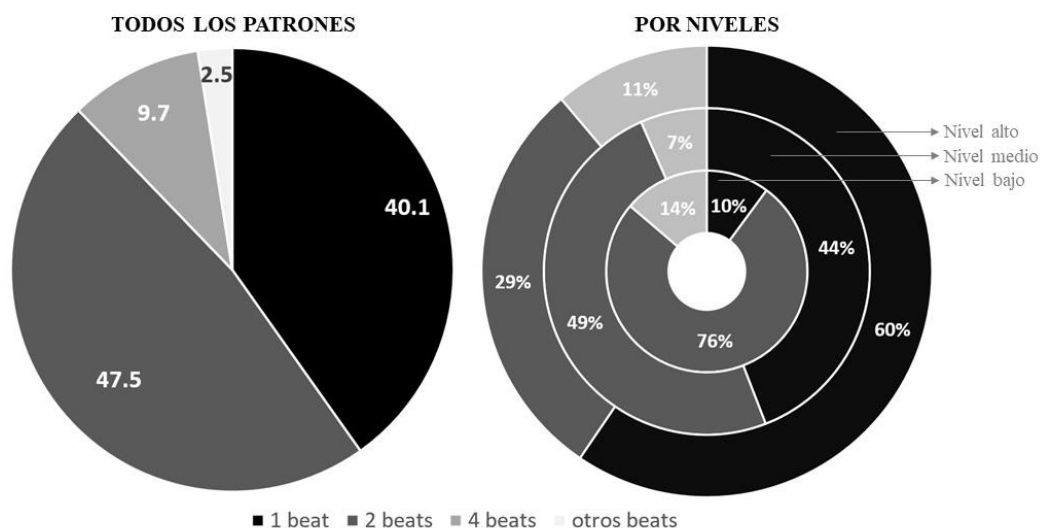 TODOS LOS PATRONES
2.5
9.7
40.1
47.5
POR NIVELES
11%
7%
14%
10%
44%
29%
49%
76%
60%
Nivel alto
Nivel medio
Nivel bajo
1 beat 2 beats 4 beats otros beats